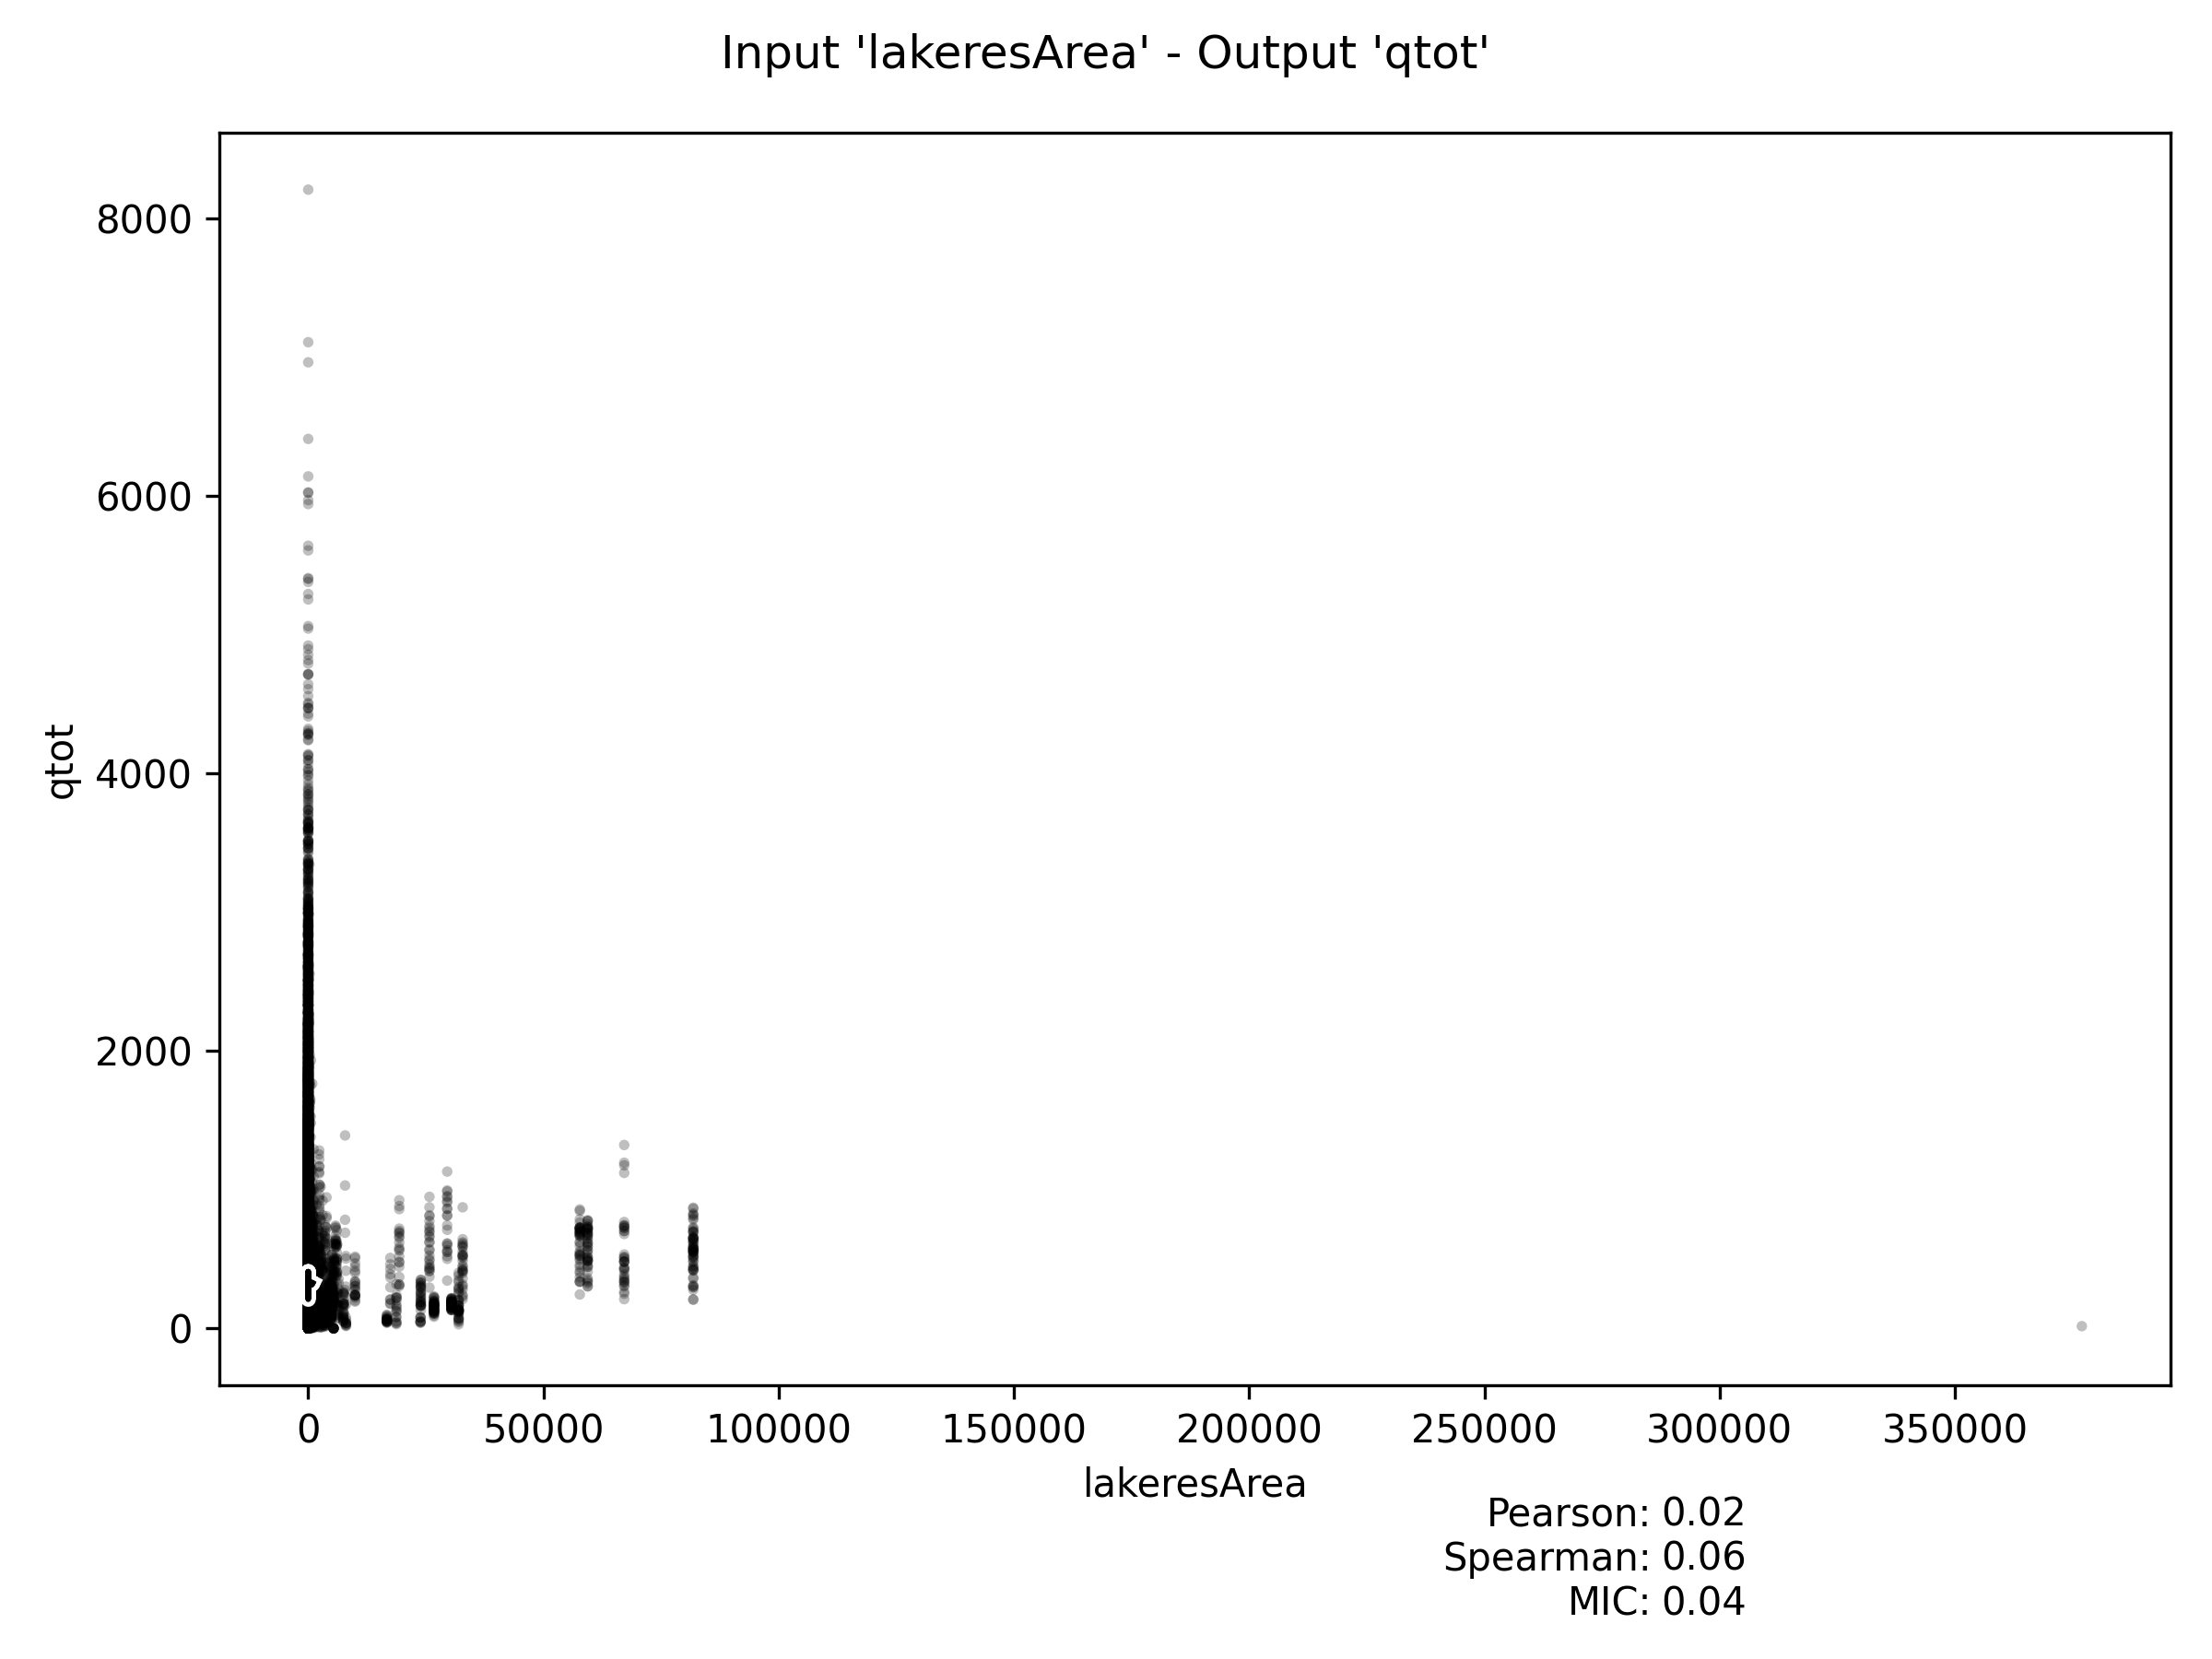 Input 'lakeresArea' - Output 'qtot'
8000
6000
4000
2000
0
qtot
0 50000 100000 150000 200000 250000 300000 350000
lakeresArea
Pearson: 0.02
Spearman: 0.06
MIC: 0.04